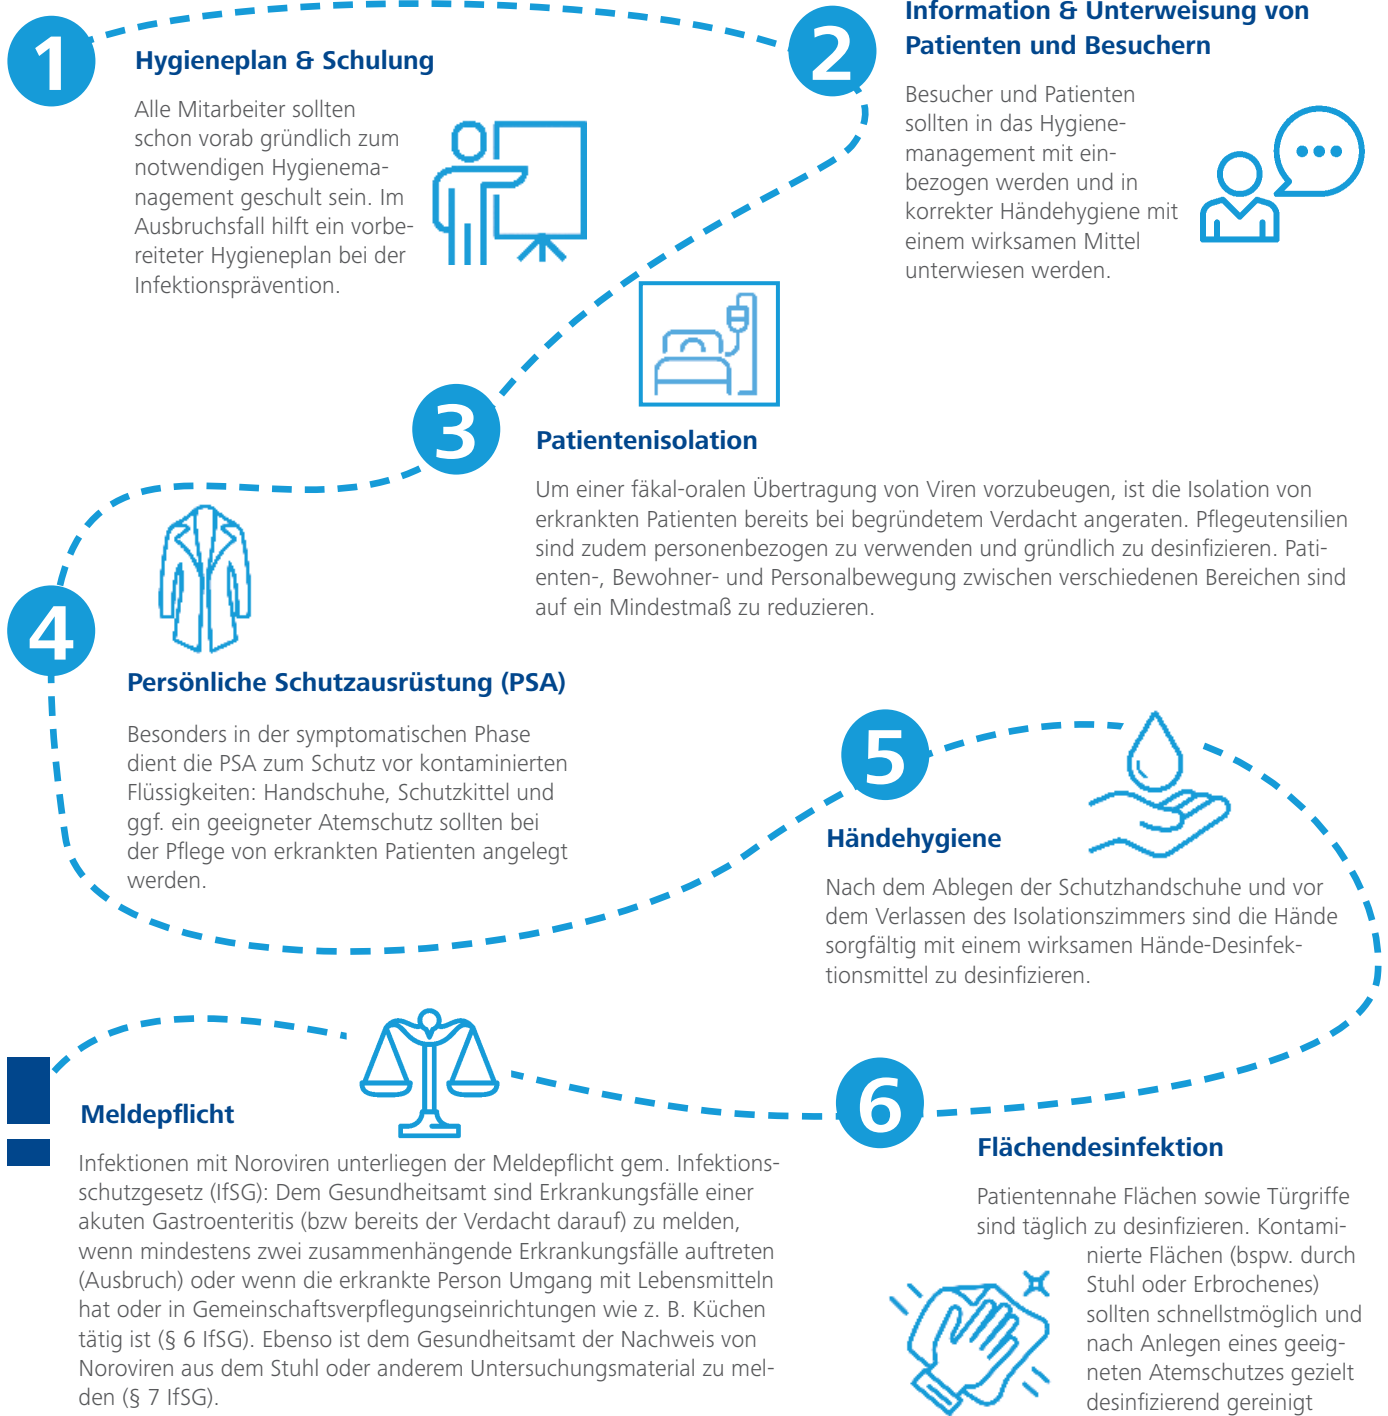 1
Hygieneplan & Schulung
Alle Mitarbeiter sollten
schon vorab gründlich zum
notwendigen Hygienema-
nagement geschult sein. Im
Ausbruchsfall hilft ein vorbe-
reiteter Hygieneplan bei der
Infektionsprävention.
2
Information & Unterweisung von
Patienten und Besuchern
Besucher und Patienten
sollten in das Hygiene-
management mit ein-
bezogen werden und in
korrekter Händehygiene mit
einem wirksamen Mittel
unterwiesen werden.
3
Patientenisolation
Um einer fäkal-oralen Übertragung von Viren vorzubeugen, ist die Isolation von
erkrankten Patienten bereits bei begründetem Verdacht angeraten. Pflegeutensilien
sind zudem personenbezogen zu verwenden und gründlich zu desinfizieren. Pati-
enten-, Bewohner- und Personalbewegung zwischen verschiedenen Bereichen sind
auf ein Mindestmaß zu reduzieren.
4
Persönliche Schutzausrüstung (PSA)
Besonders in der symptomatischen Phase
dient die PSA zum Schutz vor kontaminierten
Flüssigkeiten: Handschuhe, Schutzkittel und
ggf. ein geeigneter Atemschutz sollten bei
der Pflege von erkrankten Patienten angelegt
werden.
5
Händehygiene
Nach dem Ablegen der Schutzhandschuhe und vor
dem Verlassen des Isolationszimmers sind die Hände
sorgfältig mit einem wirksamen Hände-Desinfek-
tionsmittel zu desinfizieren.
6
Flächendesinfektion
Patientennahe Flächen sowie Türgriffe
sind täglich zu desinfizieren. Kontami-
nierte Flächen (bspw. durch
Stuhl oder Erbrochenes)
sollten schnellstmöglich und
nach Anlegen eines geeig-
neten Atemschutzes gezielt
desinfizierend gereinigt
!
Meldepflicht
Infektionen mit Noroviren unterliegen der Meldepflicht gem. Infektions-
schutzgesetz (IfSG): Dem Gesundheitsamt sind Erkrankungsfälle einer
akuten Gastroenteritis (bzw bereits der Verdacht darauf) zu melden,
wenn mindestens zwei zusammenhängende Erkrankungsfälle auftreten
(Ausbruch) oder wenn die erkrankte Person Umgang mit Lebensmitteln
hat oder in Gemeinschaftsverpflegungseinrichtungen wie z. B. Küchen
tätig ist (§ 6 IfSG). Ebenso ist dem Gesundheitsamt der Nachweis von
Noroviren aus dem Stuhl oder anderem Untersuchungsmaterial zu mel-
den (§ 7 IfSG).